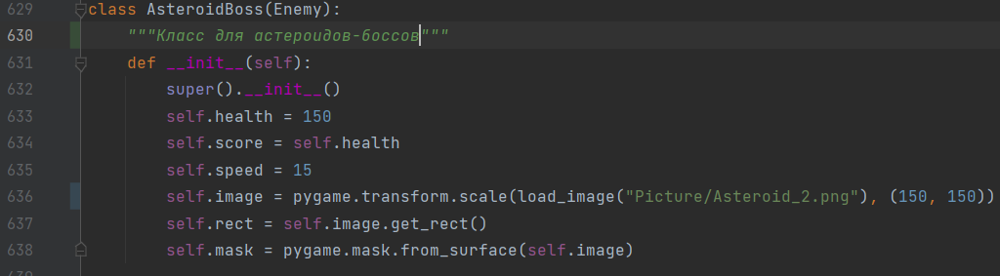 629 class AsteroidBoss(Enemy):
630 """Класс для астероидов-боссов"""
631 def __init__(self):
632 super().__init__()
633 self.health = 150
634 self.score = self.health
635 self.speed = 15
636 self.image = pygame.transform.scale(load_image("Picture/Asteroid_2.png"), (150, 150))
637 self.rect = self.image.get_rect()
638 self.mask = pygame.mask.from_surface(self.image)